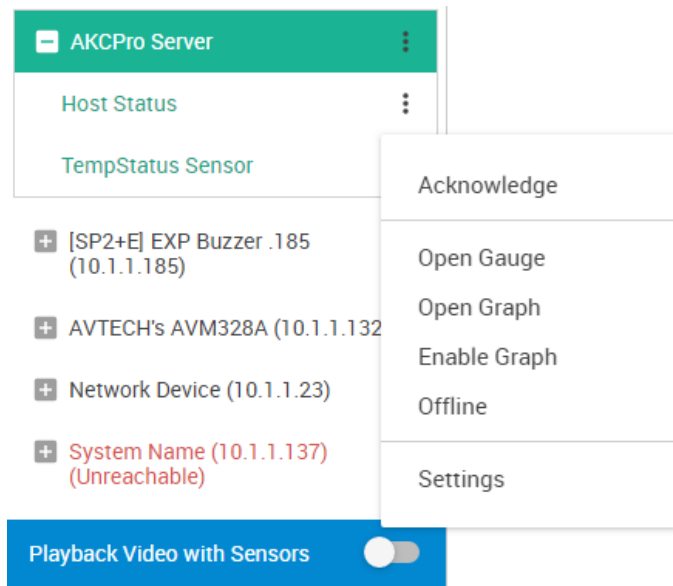 AKCPro Server
Host Status
TempStatus Sensor
Acknowledge
Open Gauge
Open Graph
Enable Graph
Offline
Settings
[SP2+E] EXP Buzzer .185
(10.1.1.185)
AVTECH's AVM328A (10.1.1.132
Network Device (10.1.1.23)
System Name (10.1.1.137)
(Unreachable)
Playback Video with Sensors